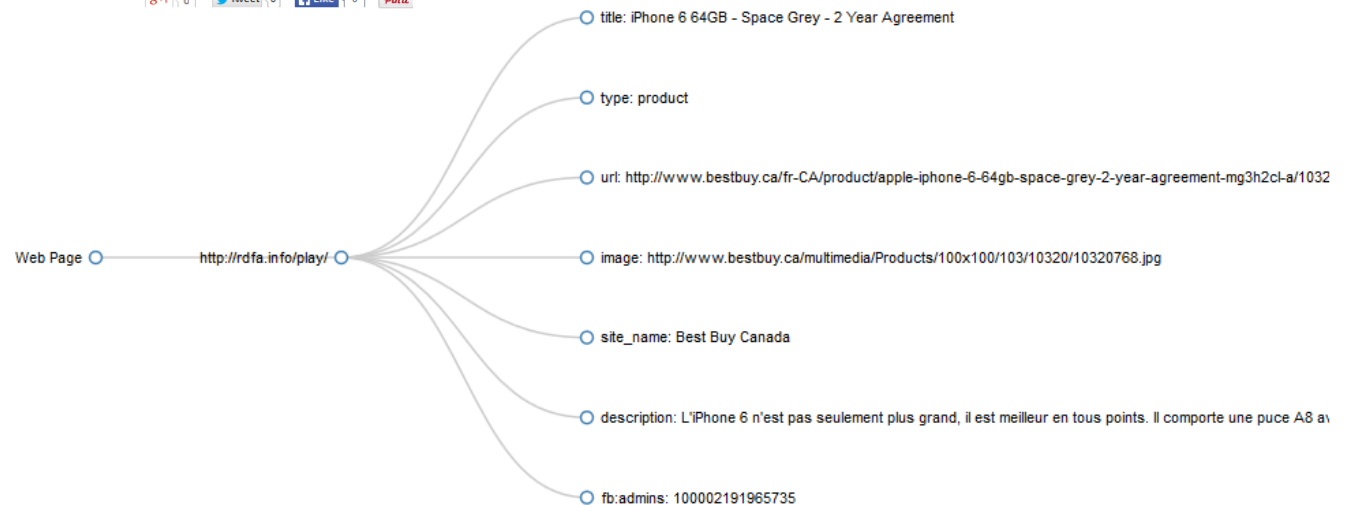 title: iPhone 6 64GB - Space Grey - 2 Year Agreement
type: product
url: http://www.bestbuy.ca/fr-CA/product/apple-iphone-6-64gb-space-grey-2-year-agreement-mg3h2cl-a/1032
Web Page http://rdfa.info/play/ image: http://www.bestbuy.ca/multimedia/Products/100x100/103/10320/10320768.jpg
site_name: Best Buy Canada
description: L'iPhone 6 n'est pas seulement plus grand, il est meilleur en tous points. Il comporte une puce A8
fb:admins: 100002191965735